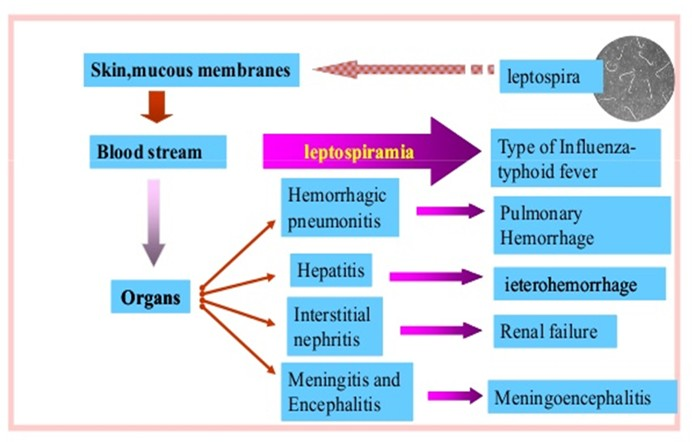 Skin,mucous membranes
leptospira
Blood stream
leptospiramia
Type of Influenza-
typhoid fever
Hemorrhagic
pneumonitis
Pulmonary
Hemorrhage
Organs
Hepatitis
ieterohemorrhage
Interstitial
nephritis
Renal failure
Meningitis and
Encephalitis
Meningoencephalitis